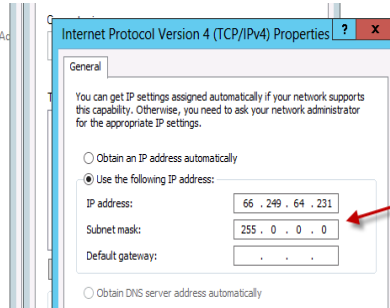 Internet Protocol Version 4 (TCP/IPv4) Properties ? x
General
You can get IP settings assigned automatically if your network supports
this capability. Otherwise, you need to ask your network administrator
for the appropriate IP settings.
Obtain an IP address automatically
Use the following IP address:
IP address: 66 . 249 . 64 . 231
Subnet mask: 255 . 0 . 0 . 0
Default gateway: . . .
Obtain DNS server address automatically